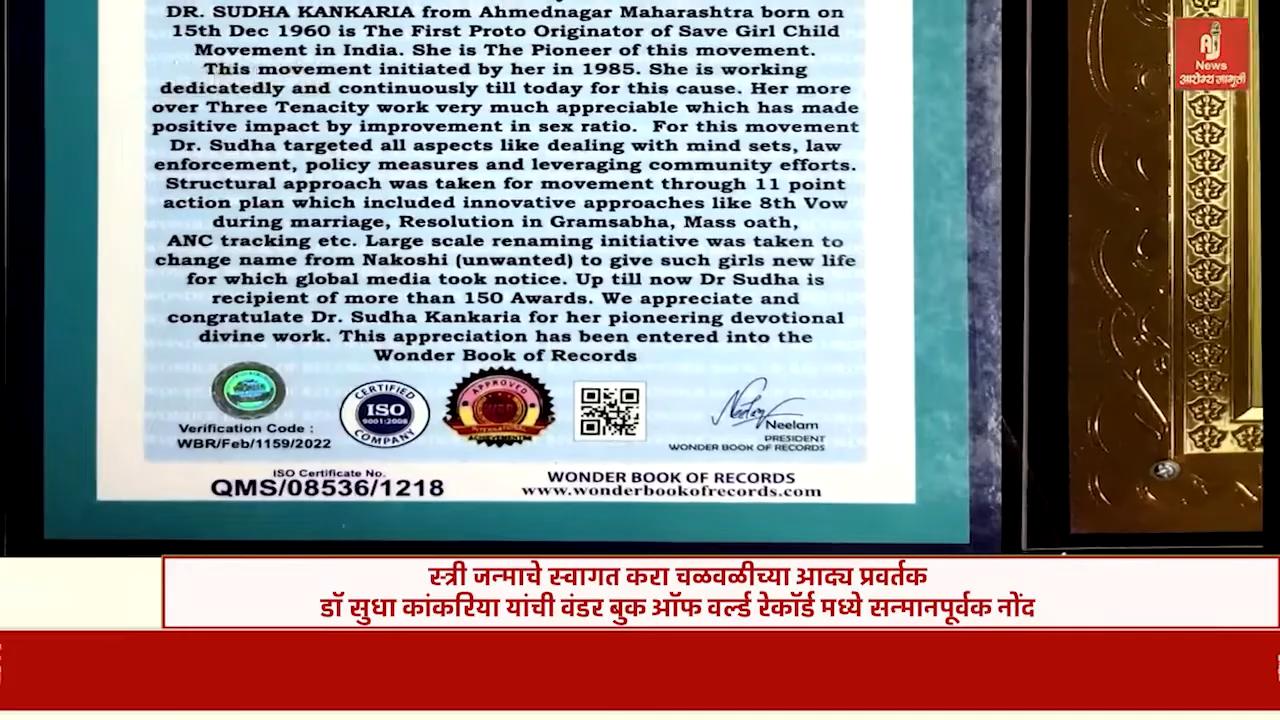 DR. SUDHA KANKARIA from Ahmednagar Maharashtra born on
15th Dec 1960 is The First Proto Originator of Save Girl Child
Movement in India. She is The Pioneer of this movement.
This movement initiated by her in 1985. She is working
dedicatedly and continuously till today for this cause. Her more
over Three Tenacity work very much appreciable which has made
positive impact by improvement in sex ratio. For this movement
Dr. Sudha targeted all aspects like dealing with mind sets, law
enforcement, policy measures and leveraging community efforts.
Structural approach was taken for movement through 11 point
action plan which included innovative approaches like 8th Vow
during marriage, Resolution in Gramsabha, Mass oath,
ANC tracking etc. Large scale renaming initiative was taken to
change name from Nakoshi (unwanted) to give such girls new life
for which global media took notice. Up till now Dr Sudha is
recipient of more than 150 Awards. We appreciate and
congratulate Dr. Sudha Kankaria for her pioneering devotional
divine work. This appreciation has been entered into the
Wonder Book of Records
Verification Code :
WBR/Feb/1159/2022
CERTIFIED
ISO
9001:2008
COMPANY
APPROVED
WBR
INTERNATIONAL
ACHIEVEMENTS
Neelam
PRESIDENT
WONDER BOOK OF RECORDS
ISO Certificate No.
QMS/08536/1218
WONDER BOOK OF RECORDS
www.wonderbookofrecords.com
AJ
News
आरोग्य जागृती
स्त्री जन्माचे स्वागत करा चळवळीच्या आद्य प्रवर्तक
डॉ सुधा कांकरिया यांची वंडर बुक ऑफ वर्ल्ड रेकॉर्ड मध्ये सन्मानपूर्वक नोंद